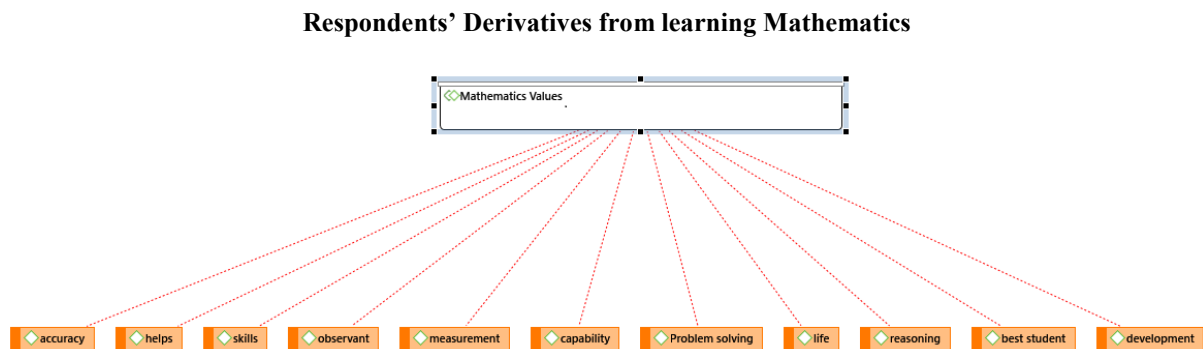 Respondents’ Derivatives from learning Mathematics
Mathematics Values
accuracy helps skills observant measurement capability Problem solving life reasoning best student development